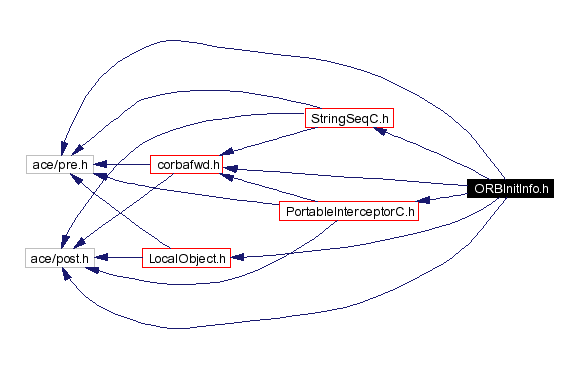 StringSeqC.h
ace/pre.h
corbafwd.h
ORBInitInfo.h
PortableInterceptorC.h
ace/post.h
LocalObject.h